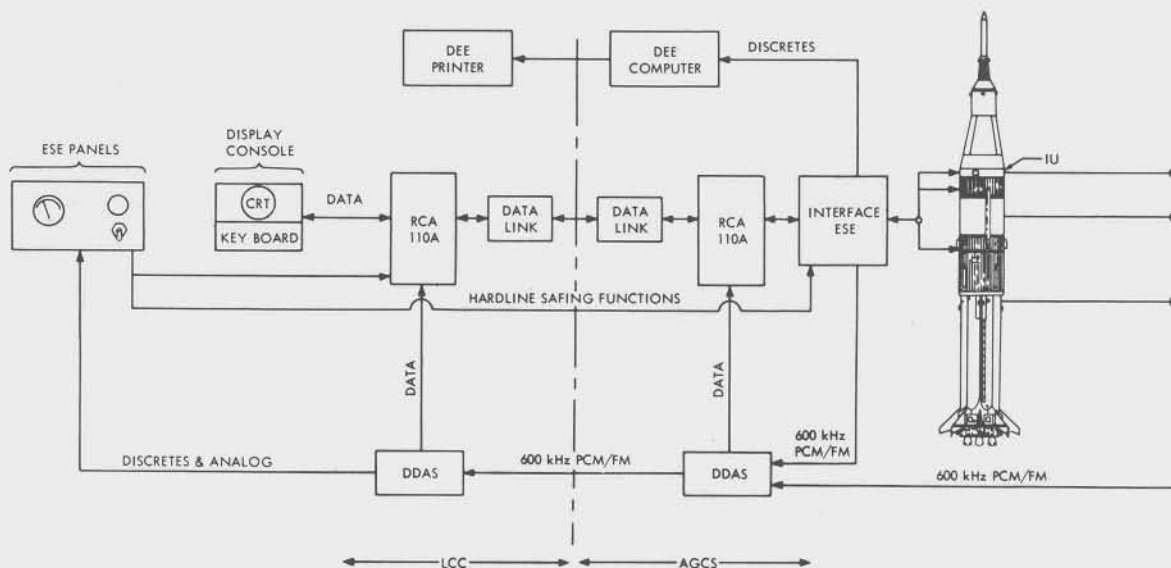 DEE
PRINTER
DEE
COMPUTER
DISCRETES
ESE PANELS
DISPLAY
CONSOLE
CRT
KEY BOARD
DATA
RCA
110A
DATA
LINK
DATA
LINK
RCA
110A
INTERFACE
ESE
IU
HARDLINE SAFING FUNCTIONS
DATA
DATA
DISCRETES & ANALOG
DDAS
600 kHz PCM/FM
DDAS
600 kHz
PCM/FM
600 kHz PCM/FM
LCC
AGCS